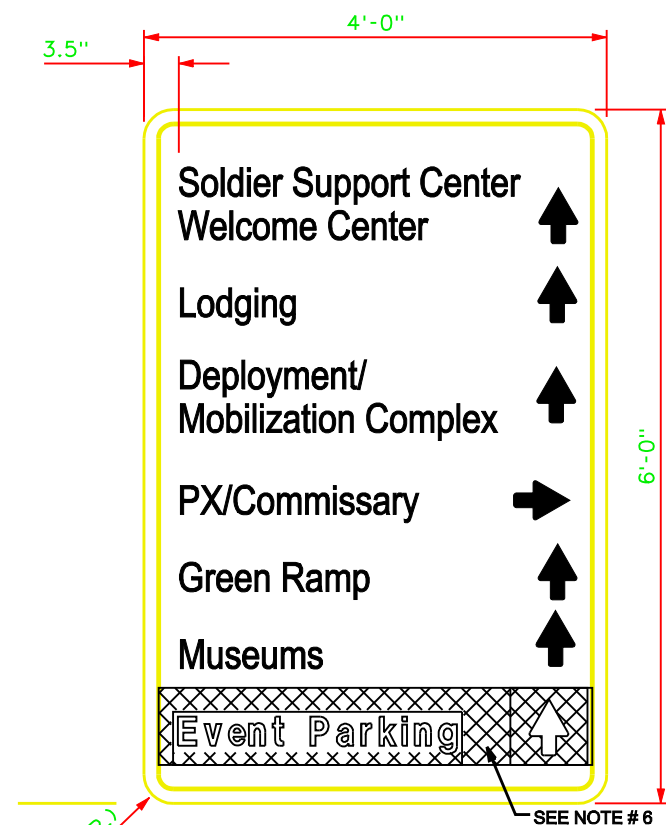 4'-0"
3.5"
Soldier Support Center
Welcome Center
Lodging
Deployment/
Mobilization Complex
6'-0"
PX/Commissary
Green Ramp
Museums
Event Parking
SEE NOTE # 6